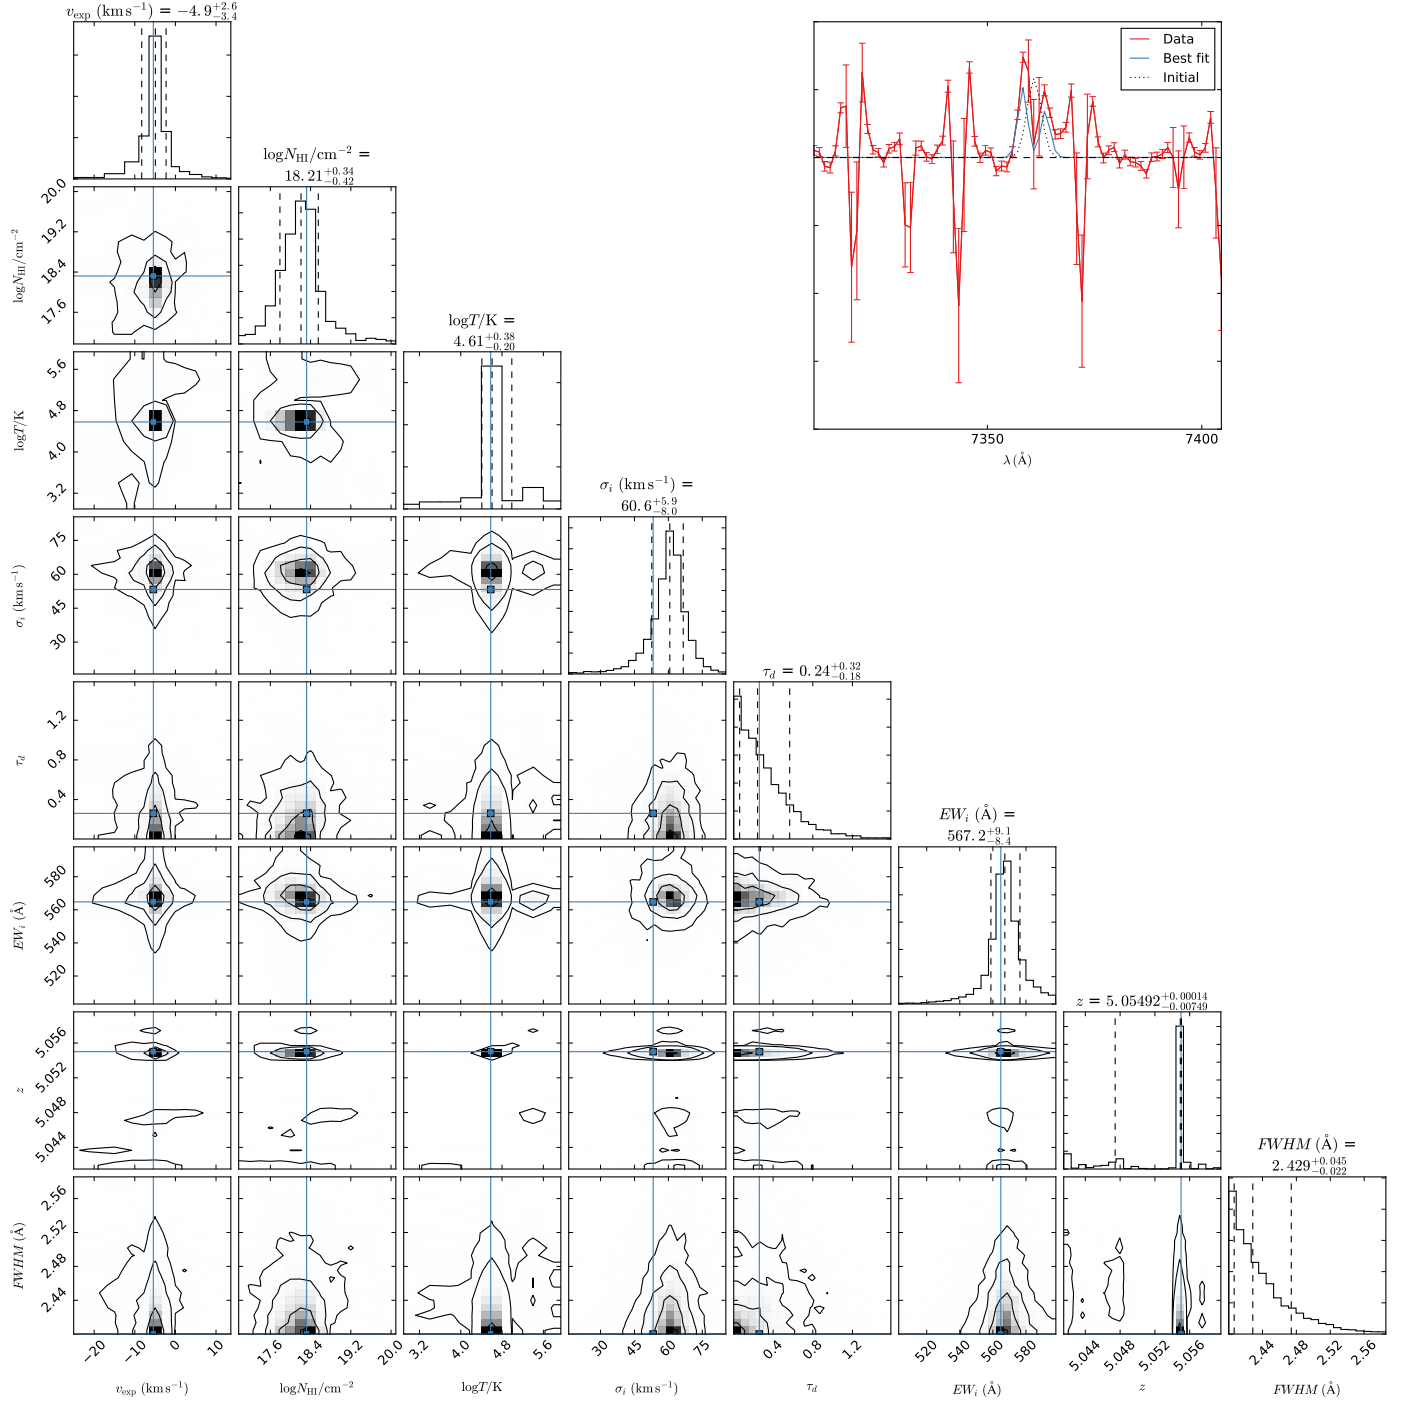 v_exp (km s⁻¹) = −4.9 +2.6 −3.4
Data
Best fit
Initial
7350
7400
λ (Å)
log N_HI/cm⁻² =
18.21 +0.34 −0.42
20.0
19.2
18.4
17.6
log N_HI/cm⁻²
log T/K =
4.61 +0.38 −0.20
5.6
4.8
4.0
3.2
log T/K
σ_i (km s⁻¹) =
60.6 +5.9 −8.0
75
60
45
30
σ_i (km s⁻¹)
τ_d = 0.24 +0.32 −0.18
1.2
0.8
0.4
τ_d
EW_i (Å) =
567.2 +9.1 −8.4
580
560
540
520
EW_i (Å)
z = 5.05492 +0.00014 −0.00749
5.056
5.052
5.048
5.044
z
FWHM (Å) =
2.429 +0.045 −0.022
2.56
2.52
2.48
2.44
FWHM (Å)
−20 −10 0 10
17.6 18.4 19.2 20.0
3.2 4.0 4.8 5.6
30 45 60 75
0.4 0.8 1.2
520 540 560 580
5.044 5.048 5.052 5.056
2.44 2.48 2.52 2.56
v_exp (km s⁻¹)
log N_HI/cm⁻²
log T/K
σ_i (km s⁻¹)
τ_d
EW_i (Å)
z
FWHM (Å)